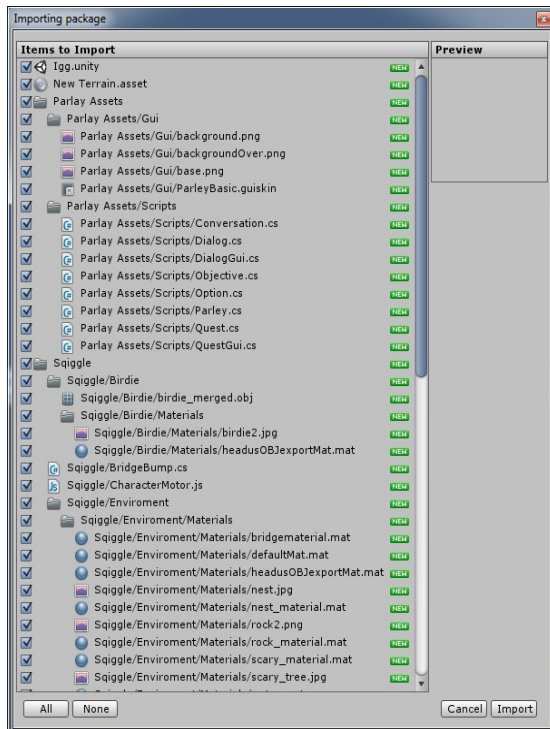 Importing package
Items to Import
Preview
Igg.unity NEW
New Terrain.asset NEW
Parlay Assets NEW
Parlay Assets/Gui NEW
Parlay Assets/Gui/background.png NEW
Parlay Assets/Gui/backgroundOver.png NEW
Parlay Assets/Gui/base.png NEW
Parlay Assets/Gui/ParleyBasic.guiskin NEW
Parlay Assets/Scripts NEW
Parlay Assets/Scripts/Conversation.cs NEW
Parlay Assets/Scripts/Dialog.cs NEW
Parlay Assets/Scripts/DialogGui.cs NEW
Parlay Assets/Scripts/Objective.cs NEW
Parlay Assets/Scripts/Option.cs NEW
Parlay Assets/Scripts/Parley.cs NEW
Parlay Assets/Scripts/Quest.cs NEW
Parlay Assets/Scripts/QuestGui.cs NEW
Sqiggle NEW
Sqiggle/Birdie NEW
Sqiggle/Birdie/birdie_merged.obj NEW
Sqiggle/Birdie/Materials NEW
Sqiggle/Birdie/Materials/birdie2.jpg NEW
Sqiggle/Birdie/Materials/headusOBJexportMat.mat NEW
C# Sqiggle/BridgeBump.cs NEW
Js Sqiggle/CharacterMotor.js NEW
Sqiggle/Enviroment NEW
Sqiggle/Enviroment/Materials NEW
Sqiggle/Enviroment/Materials/bridgematerial.mat NEW
Sqiggle/Enviroment/Materials/defaultMat.mat NEW
Sqiggle/Enviroment/Materials/headusOBJexportMat.mat NEW
Sqiggle/Enviroment/Materials/nest.jpg NEW
Sqiggle/Enviroment/Materials/nest_material.mat NEW
Sqiggle/Enviroment/Materials/rock2.png NEW
Sqiggle/Enviroment/Materials/rock_material.mat NEW
Sqiggle/Enviroment/Materials/scary_material.mat NEW
Sqiggle/Enviroment/Materials/scary_tree.jpg NEW
All None Cancel Import